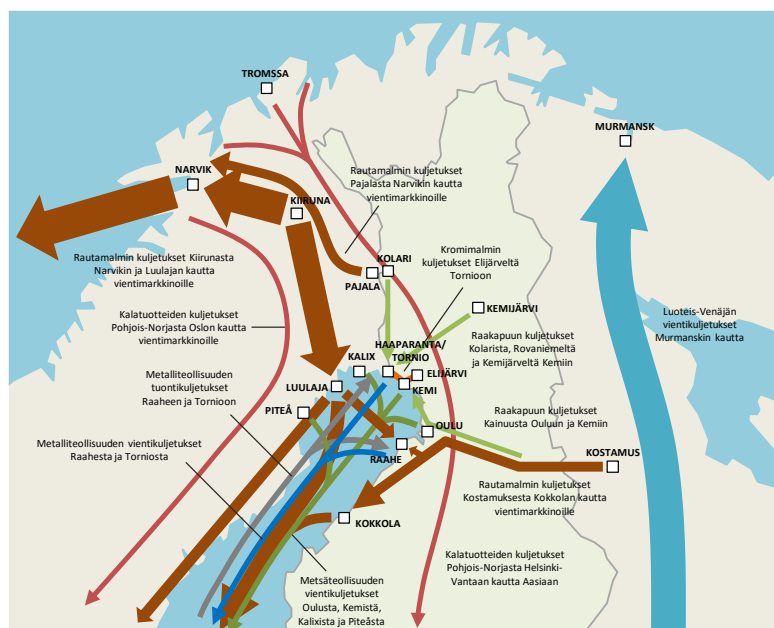 TROMSSA
MURMANSK
NARVIK
KIIRUNA
Rautamalmin kuljetukset
Pajalasta Narvikin kautta
vientimarkkinoille
Rautamalmin kuljetukset Kiirunasta
Narvikin ja Luulajan kautta
vientimarkkinoille
KOLARI
PAJALA
Kromimalmin
kuljetukset Elijärveltä
Tornioon
KEMIJÄRVI
Kalatuotteiden kuljetukset
Pohjois-Norjasta Oslon kautta
vientimarkkinoille
Luoteis-Venäjän
vientikuljetukset
Murmanskin kautta
Raakapuun kuljetukset
Kolarista, Rovaniemeltä
ja Kemijärveltä Kemiin
HAAPARANTA/
TORNIO
KALIX
ELIJÄRVI
KEMI
LUULAJA
Metalliteollisuuden
tuontikuljetukset
Raaheen ja Tornioon
PITEÅ
OULU
Raakapuun kuljetukset
Kainuusta Ouluun ja Kemiin
Metalliteollisuuden vientikuljetukset
Raahesta ja Torniosta
RAAHE
KOSTAMUS
Rautamalmin kuljetukset
Kostamuksesta Kokkolan kautta
vientimarkkinoille
KOKKOLA
Kalatuotteiden kuljetukset
Pohjois-Norjasta Helsinki-
Vantaan kautta Aasiaan
Metsäteollisuuden
vientikuljetukset
Oulusta, Kemistä,
Kalixista ja Piteåsta